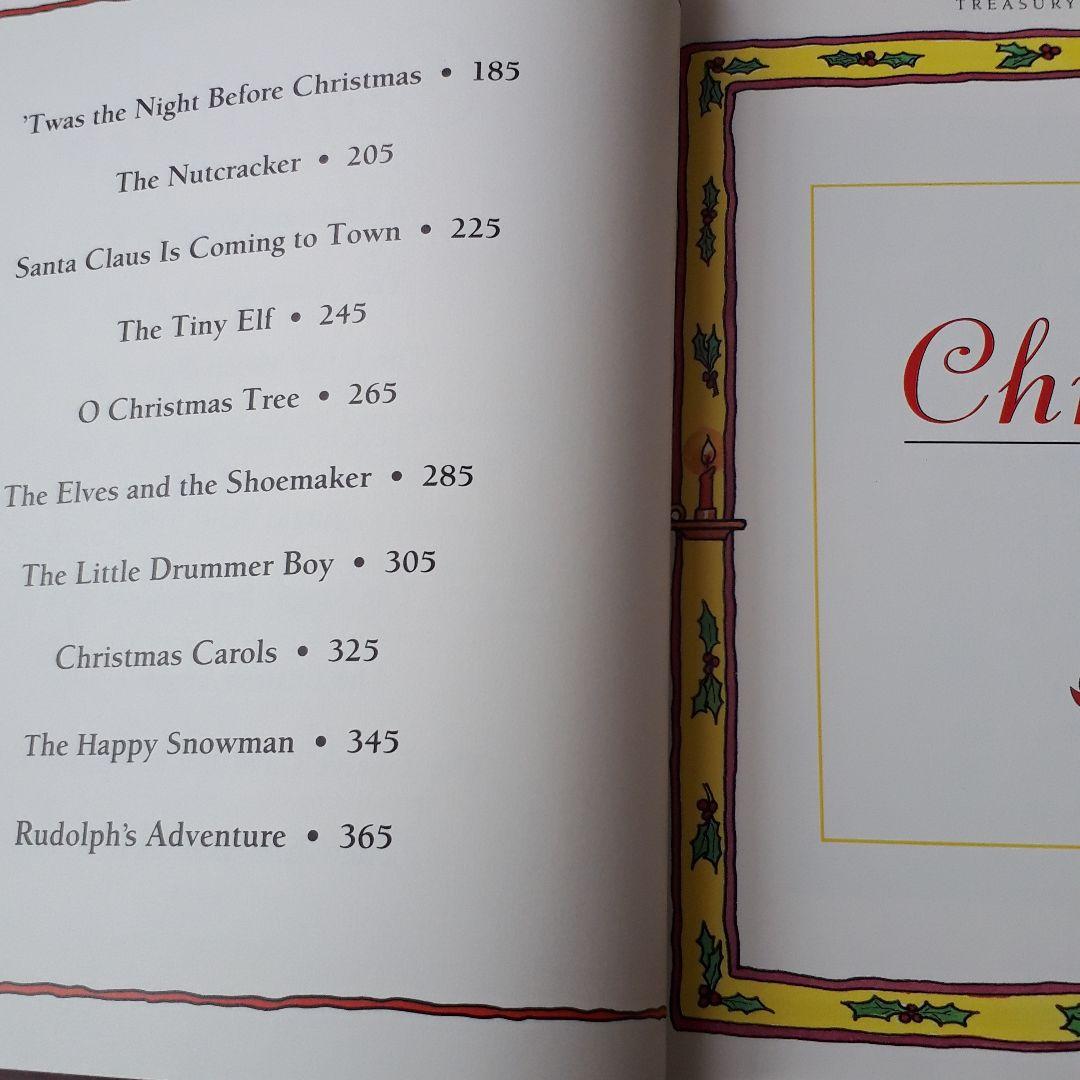 'Twas the Night Before Christmas • 185
The Nutcracker • 205
Santa Claus Is Coming to Town • 225
The Tiny Elf • 245
O Christmas Tree • 265
The Elves and the Shoemaker • 285
The Little Drummer Boy • 305
Christmas Carols • 325
The Happy Snowman • 345
Rudolph's Adventure • 365
TREASURY